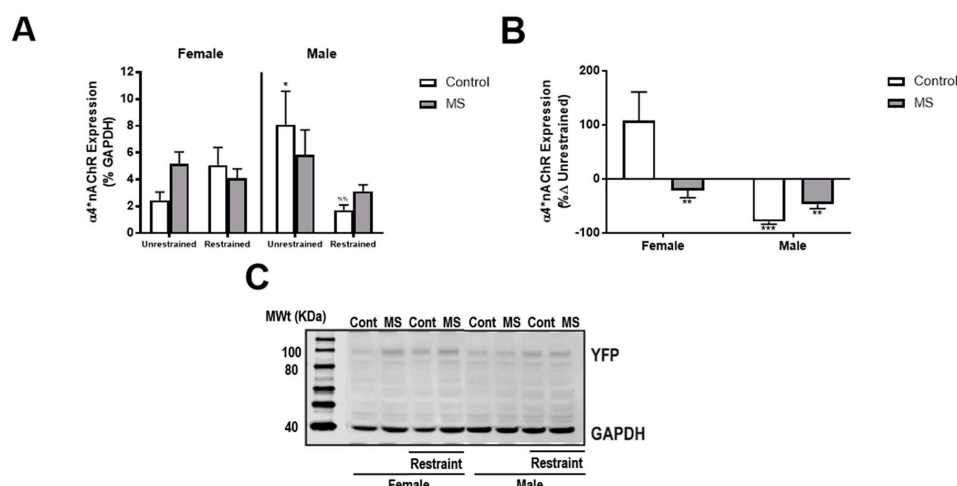 A
Female Male
α4*nAChR Expression
(% GAPDH)
12
10
8
6
4
2
0
*
%%
Unrestrained Restrained Unrestrained Restrained
Control
MS
B
α4*nAChR Expression
(%Δ Unrestrained)
200
100
0
-100
** *** **
Female Male
Control
MS
C
MWt (KDa)
Cont MS Cont MS Cont MS Cont MS
100
80
40
YFP
GAPDH
Restraint Restraint
Female Male